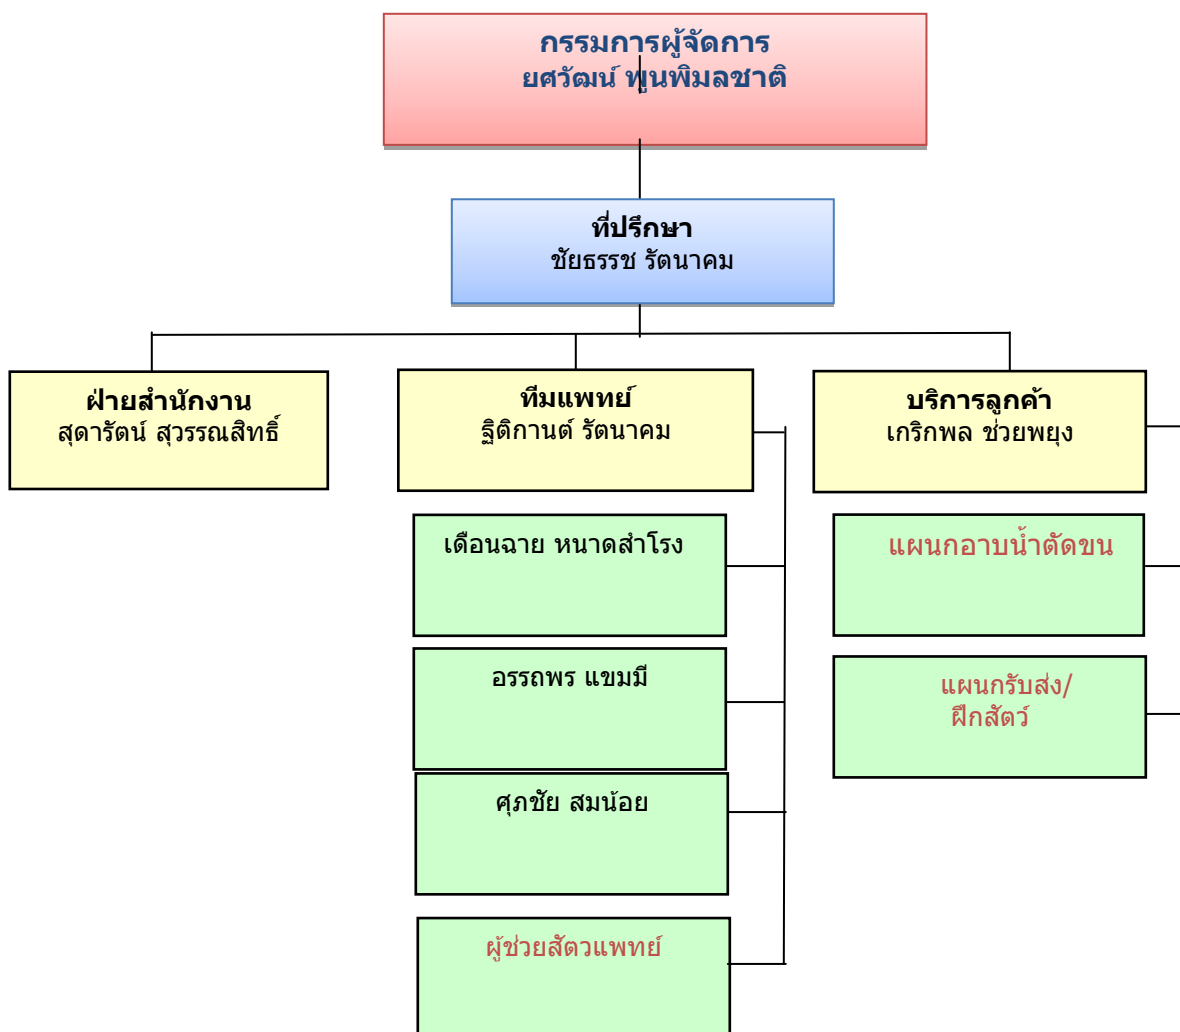 กรรมการผู้จัดการ
ยศวัฒน์ พูนพิมลชาติ
ที่ปรึกษา
ชัยธรรช รัตนาคม
ฝ่ายสำนักงาน
สุดารัตน์ สุวรรณสิทธิ์
ทีมแพทย์
ฐิติกานต์ รัตนาคม
บริการลูกค้า
เกริกพล ช่วยพยุง
เดือนฉาย หนาดสำโรง
อรรถพร แขมมี
ศุภชัย สมน้อย
ผู้ช่วยสัตวแพทย์
แผนกอาบน้ำตัดขน
แผนกรับส่ง/
ฝึกสัตว์